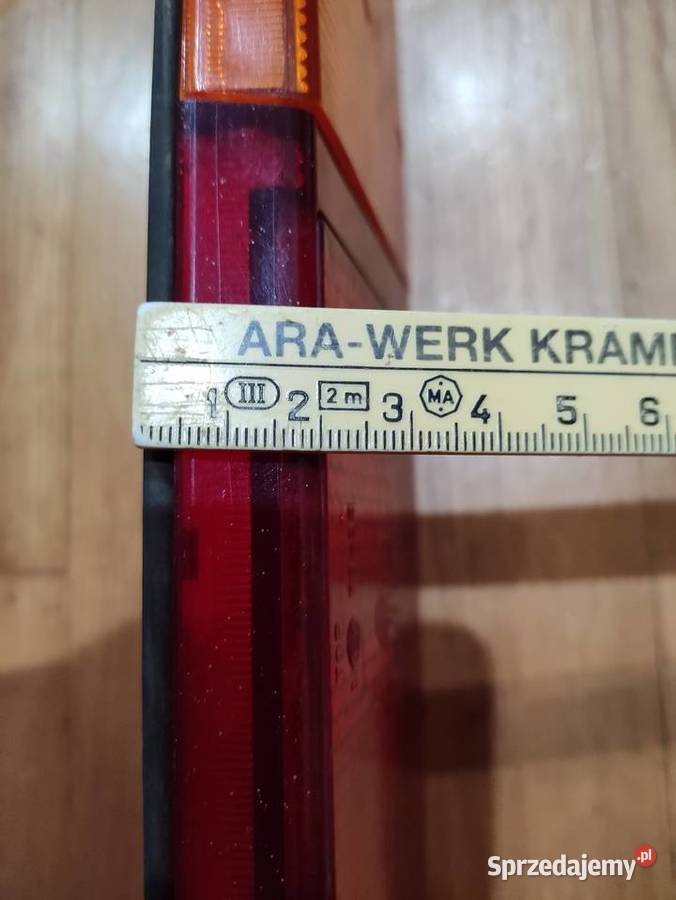 ARA-WERK KRAM
1 III 2 2 m 3 MA 4 5 6
Sprzedajemy.pl